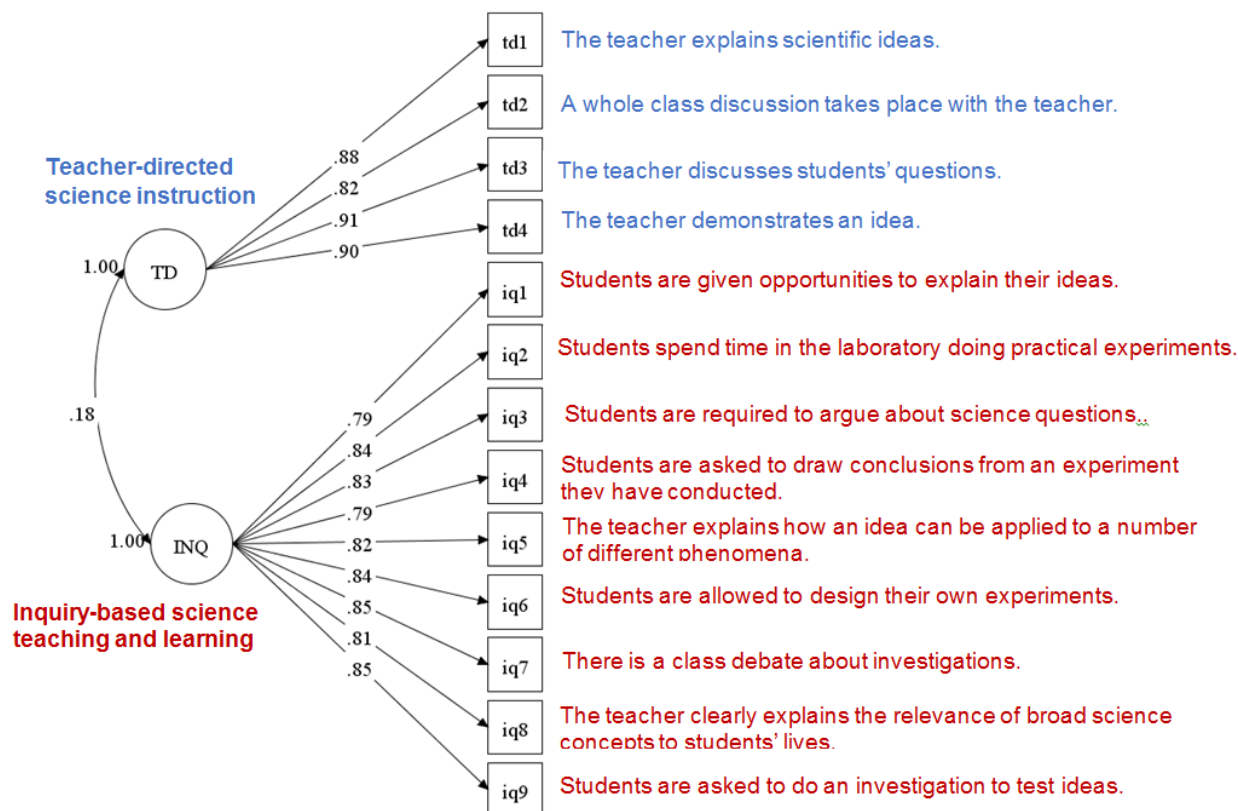 td1 The teacher explains scientific ideas.
td2 A whole class discussion takes place with the teacher.
.88
Teacher-directed
science instruction
.82
td3 The teacher discusses students' questions.
.91
td4 The teacher demonstrates an idea.
.90
1.00 TD
iq1 Students are given opportunities to explain their ideas.
iq2 Students spend time in the laboratory doing practical experiments.
.18
.79
iq3 Students are required to argue about science questions..
.84
.83
iq4 Students are asked to draw conclusions from an experiment
they have conducted.
.79
1.00 INQ
.82
iq5 The teacher explains how an idea can be applied to a number
of different phenomena.
.84
iq6 Students are allowed to design their own experiments.
Inquiry-based science
teaching and learning
.85
.81
iq7 There is a class debate about investigations.
.85
iq8 The teacher clearly explains the relevance of broad science
concepts to students' lives.
iq9 Students are asked to do an investigation to test ideas.